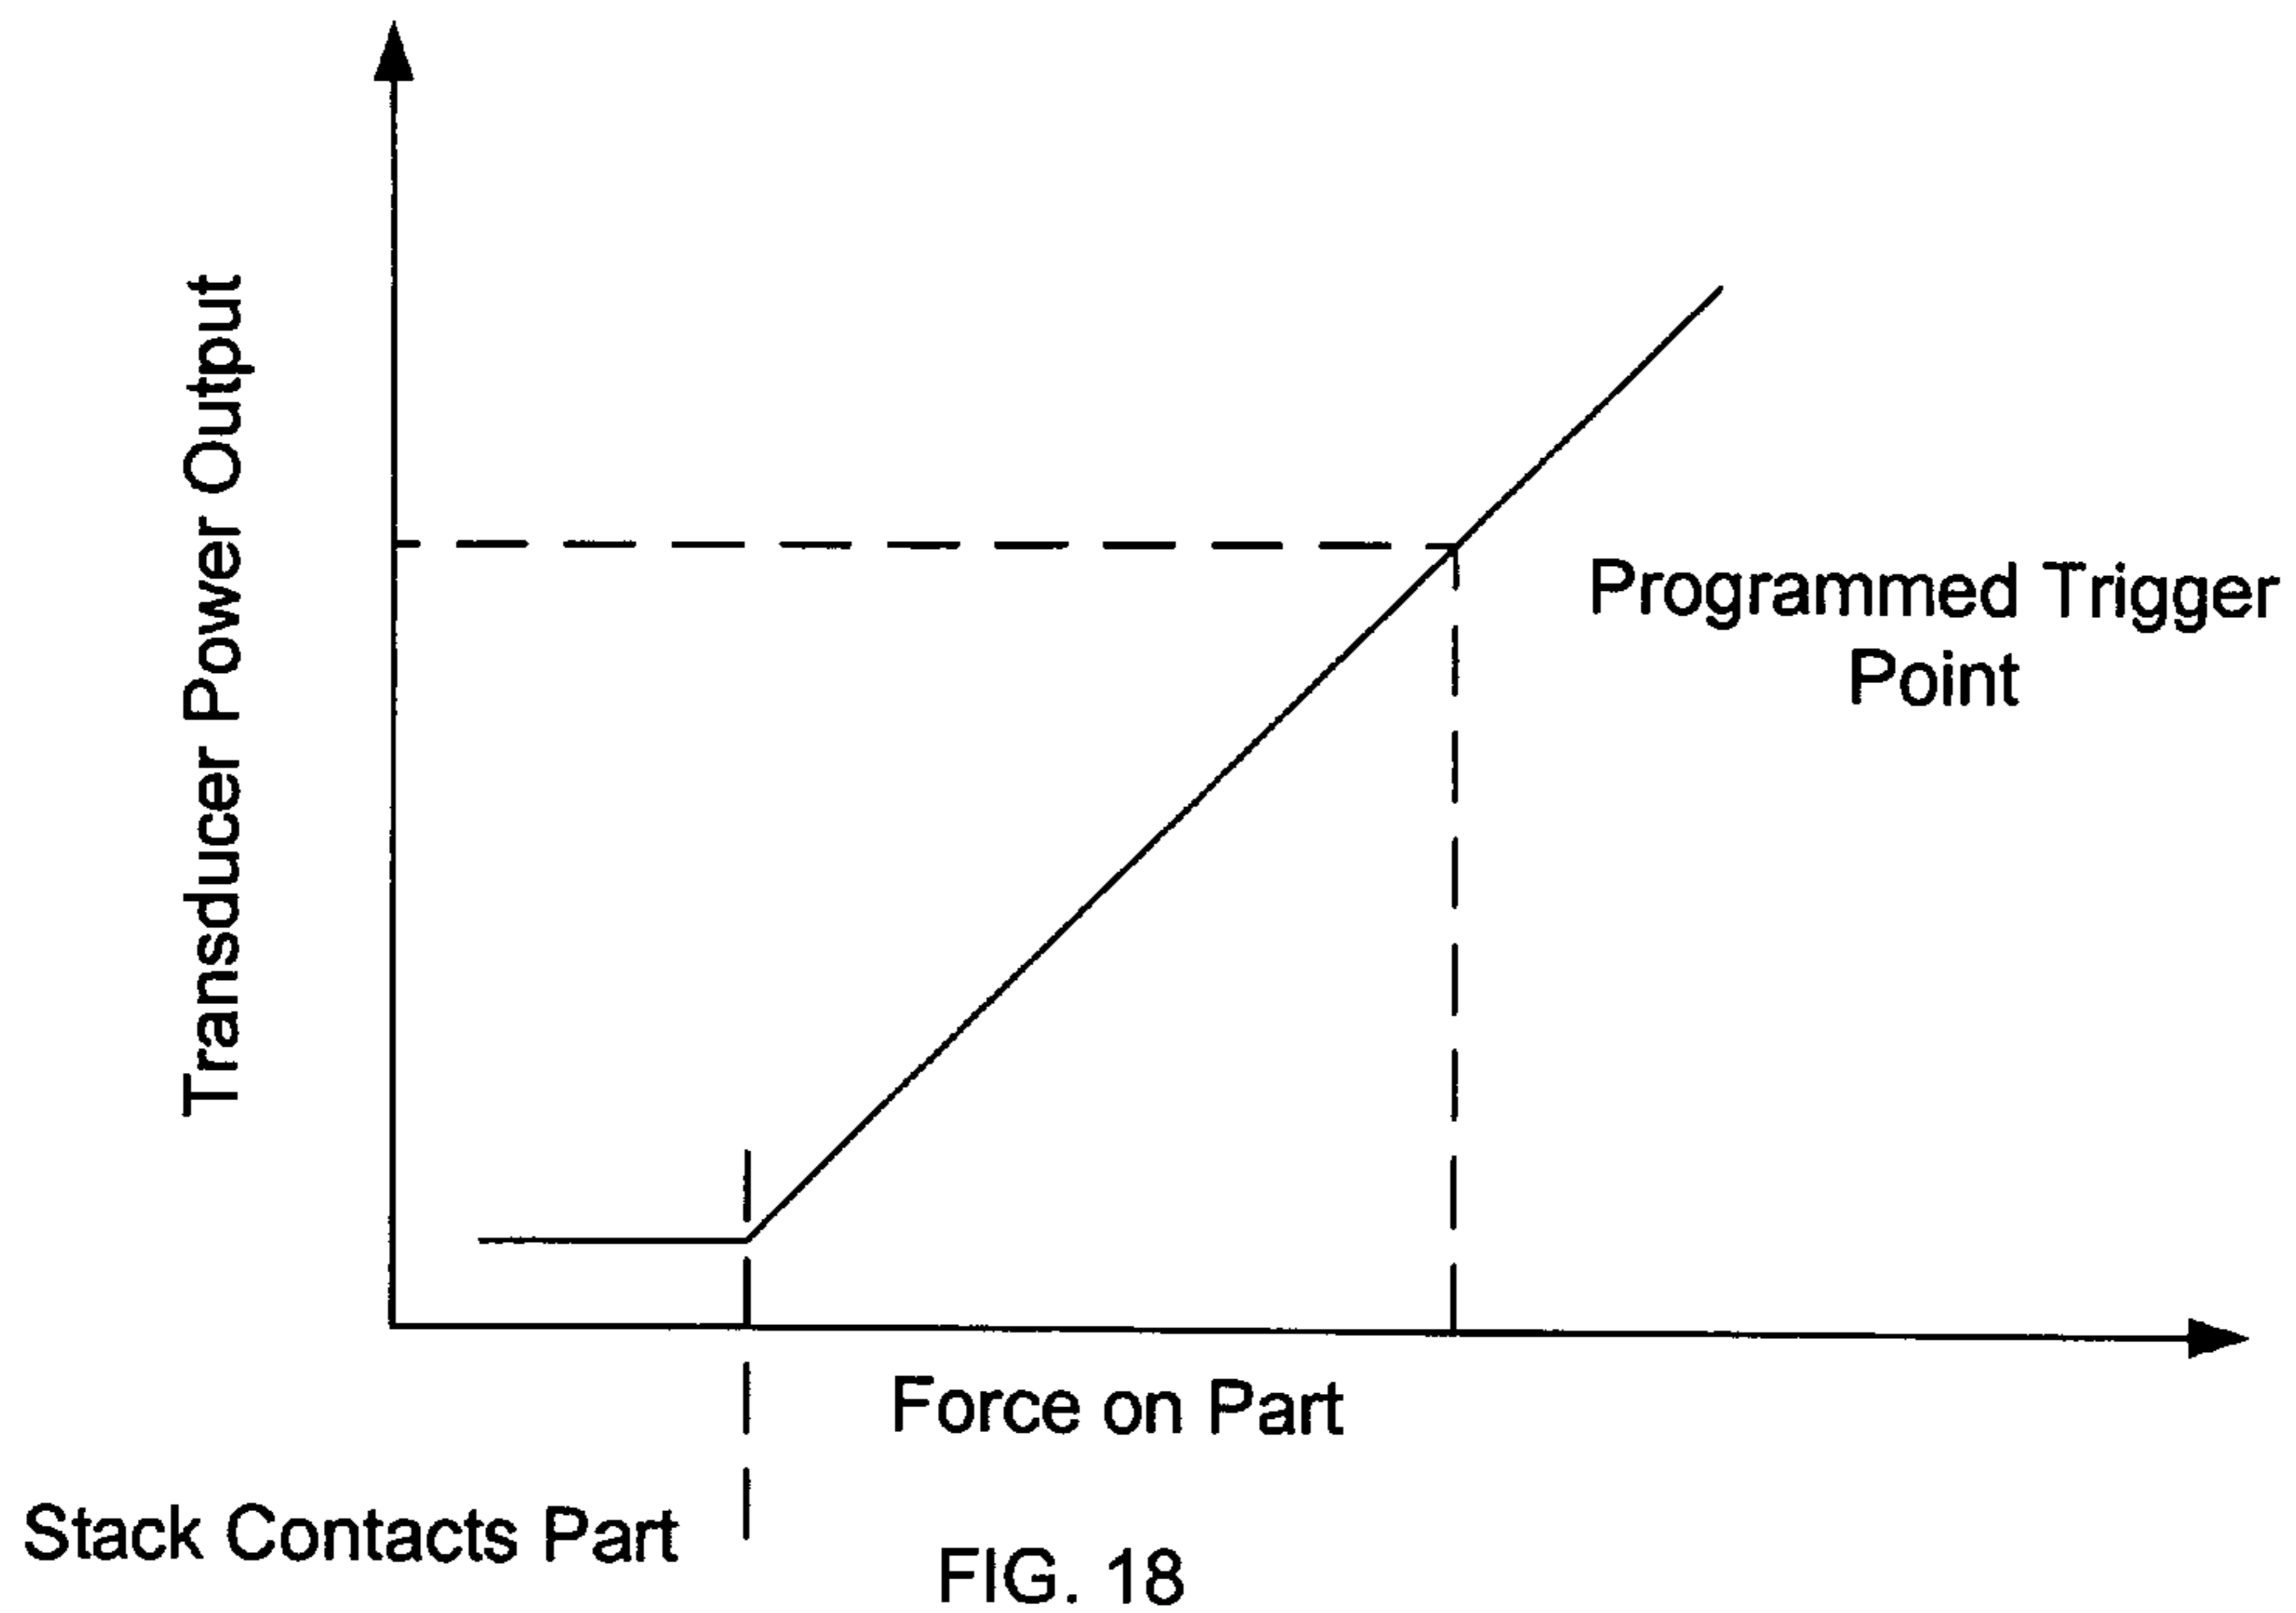 Transducer Power Output
Programmed Trigger
Point
Force on Part
Stack Contacts Part
FIG. 18